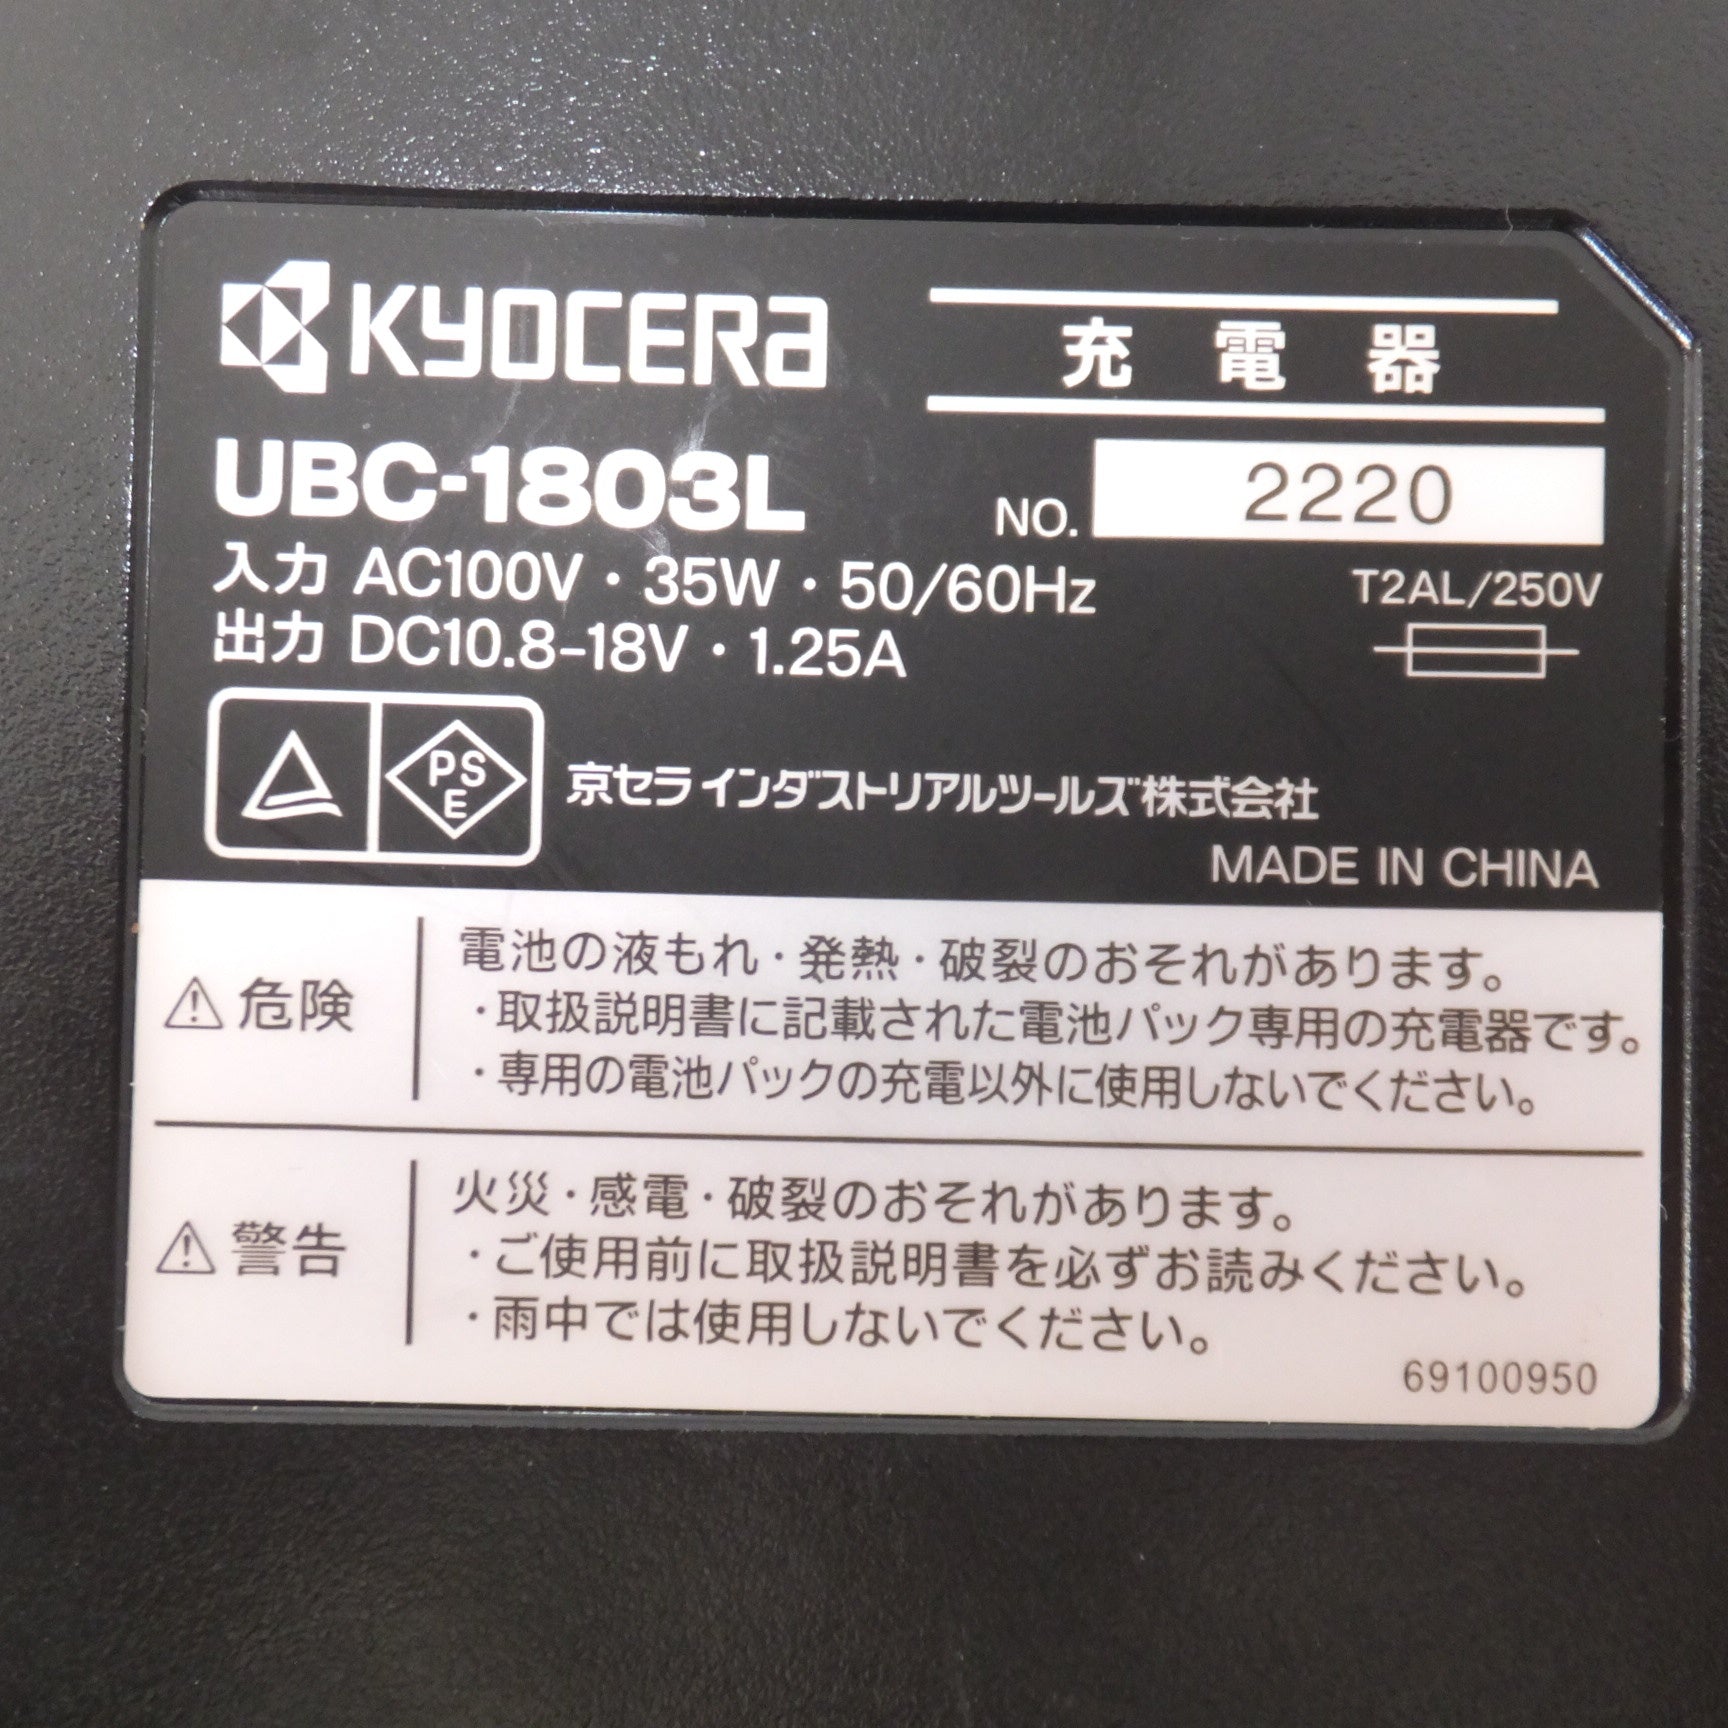 KYOCERA
充電器
UBC-1803L
NO. 2220
入力 AC100V・35W・50/60Hz
T2AL/250V
出力 DC10.8-18V・1.25A
PS
E
京セラインダストリアルツールズ株式会社
MADE IN CHINA
⚠危険
電池の液もれ・発熱・破裂のおそれがあります。
・取扱説明書に記載された電池パック専用の充電器です。
・専用の電池パックの充電以外に使用しないでください。
⚠警告
火災・感電・破裂のおそれがあります。
・ご使用前に取扱説明書を必ずお読みください。
・雨中では使用しないでください。
69100950